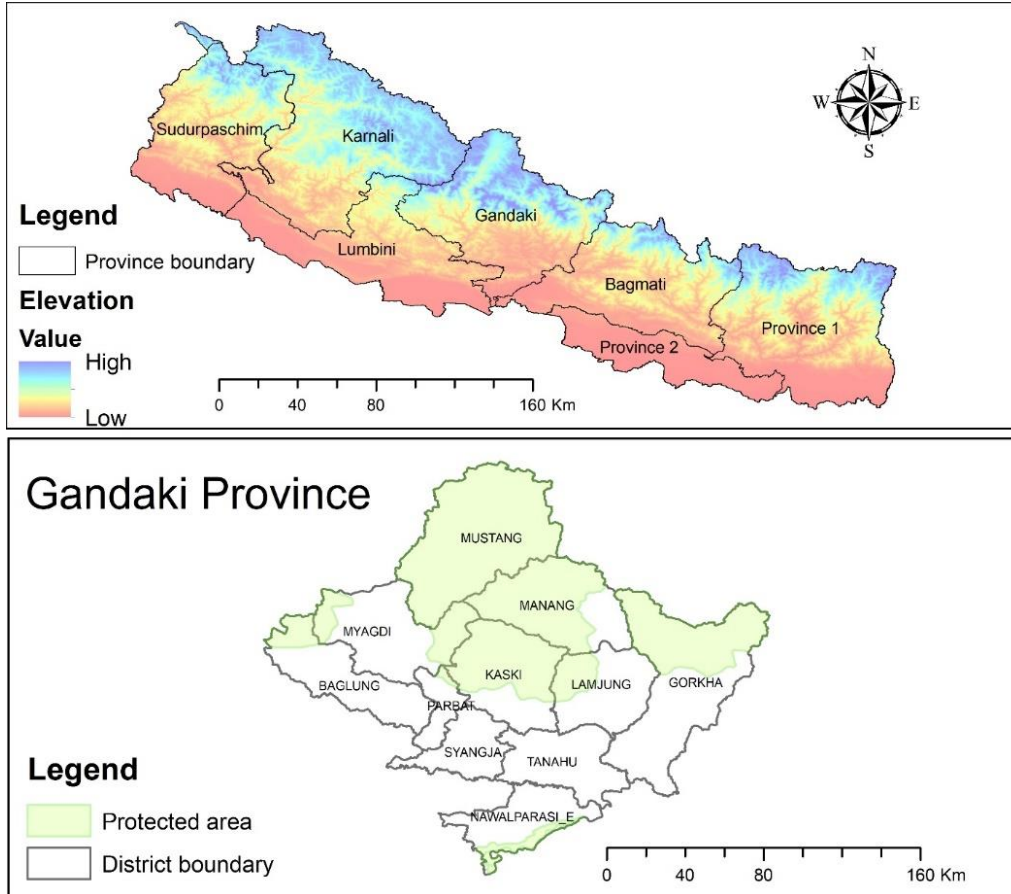 N
W E
S
Sudurpaschim
Karnali
Gandaki
Lumbini
Bagmati
Province 1
Province 2
Legend
Province boundary
Elevation
Value
High
Low
0 40 80 160 Km
Gandaki Province
MUSTANG
MANANG
MYAGDI
KASKI
BAGLUNG
LAMJUNG
GORKHA
PARBAT
SYANGJA
TANAHU
NAWALPARASI_E
Legend
Protected area
District boundary
0 40 80 160 Km